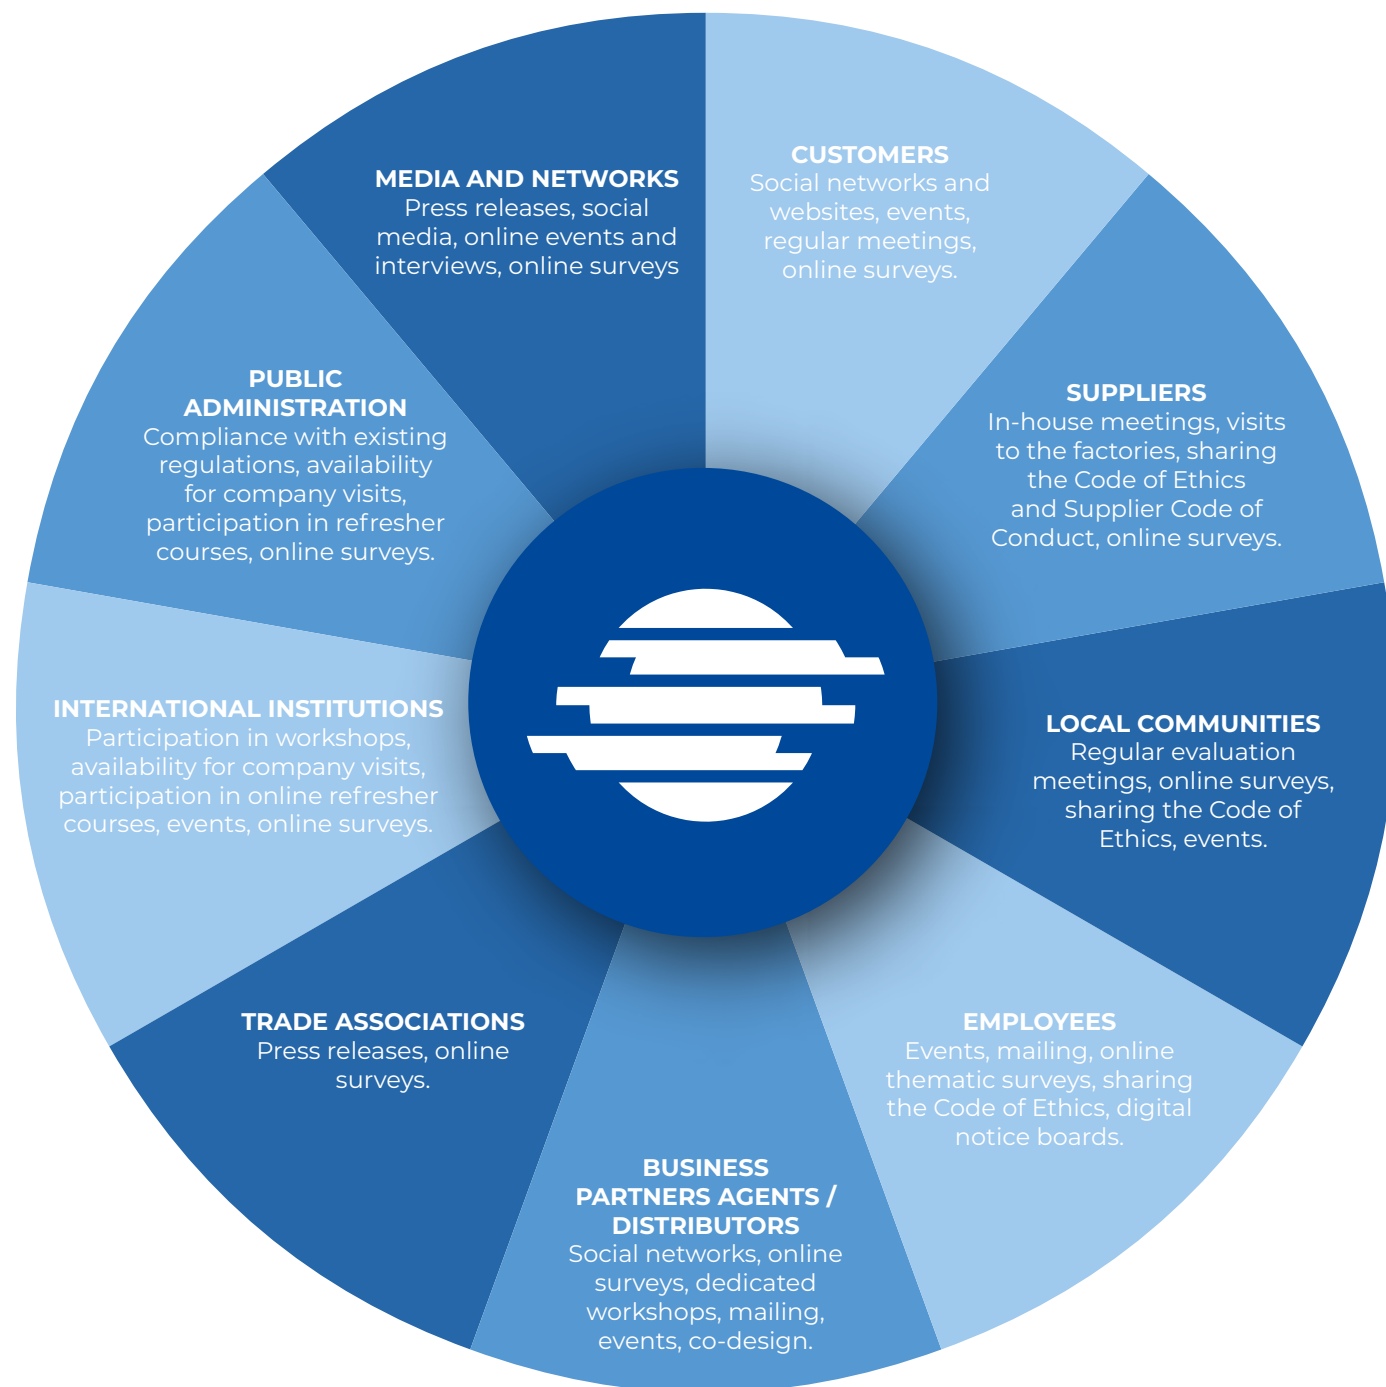 MEDIA AND NETWORKS
Press releases, social
media, online events and
interviews, online surveys
CUSTOMERS
Social networks and
websites, events,
regular meetings,
online surveys.
SUPPLIERS
In-house meetings, visits
to the factories, sharing
the Code of Ethics
and Supplier Code of
Conduct, online surveys.
LOCAL COMMUNITIES
Regular evaluation
meetings, online surveys,
sharing the Code of
Ethics, events.
EMPLOYEES
Events, mailing, online
thematic surveys, sharing
the Code of Ethics, digital
notice boards.
BUSINESS
PARTNERS AGENTS /
DISTRIBUTORS
Social networks, online
surveys, dedicated
workshops, mailing,
events, co-design.
TRADE ASSOCIATIONS
Press releases, online
surveys.
INTERNATIONAL INSTITUTIONS
Participation in workshops,
availability for company visits,
participation in online refresher
courses, events, online surveys.
PUBLIC
ADMINISTRATION
Compliance with existing
regulations, availability
for company visits,
participation in refresher
courses, online surveys.